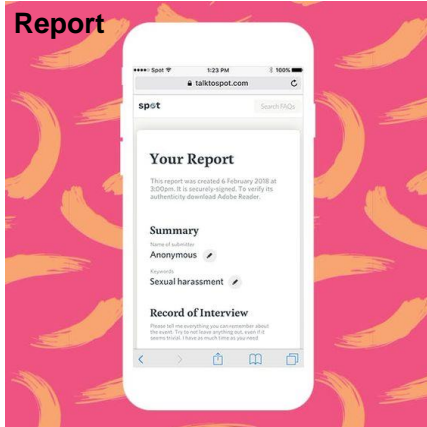 Report
●●●●○ Spot 1:23 PM 100%
talktospot.com
spot
Search FAQs
Your Report
This report was created 6 February 2018 at
3:00pm. It is securely-signed. To verify its
authenticity download Adobe Reader.
Summary
Name of submitter
Anonymous
Keywords
Sexual harassment
Record of Interview
Please tell me everything you can remember about
the event. Try to not leave anything out, even if it
seems trivial. I have as much time as you need